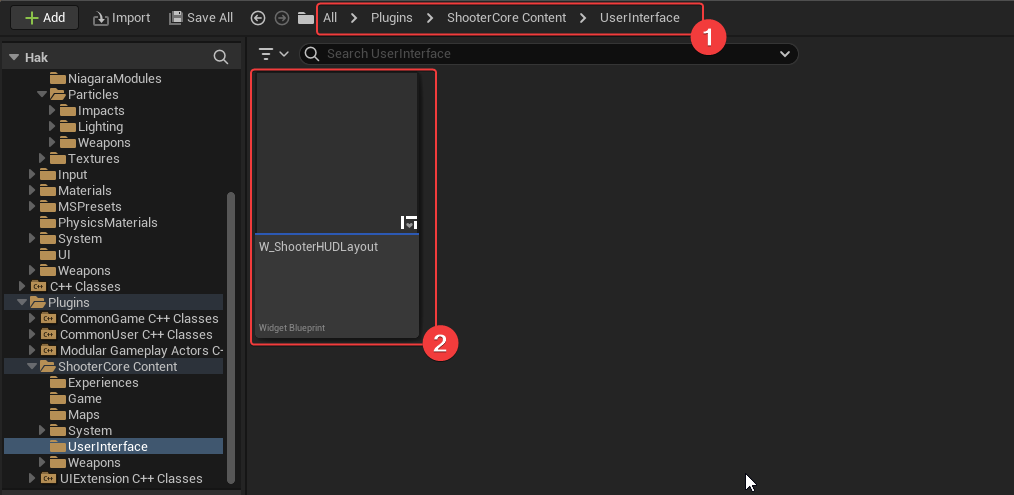 Add Import Save All All Plugins ShooterCore Content UserInterface
1
Hak
Search UserInterface
NiagaraModules
Particles
Impacts
Lighting
Weapons
Textures
Input
Materials
MSPresets
PhysicsMaterials
System
UI
Weapons
C++ Classes
Plugins
CommonGame C++ Classes
CommonUser C++ Classes
Modular Gameplay Actors C-
ShooterCore Content
Experiences
Game
Maps
System
UserInterface
Weapons
UIExtension C++ Classes
W_ShooterHUDLayout
Widget Blueprint
2